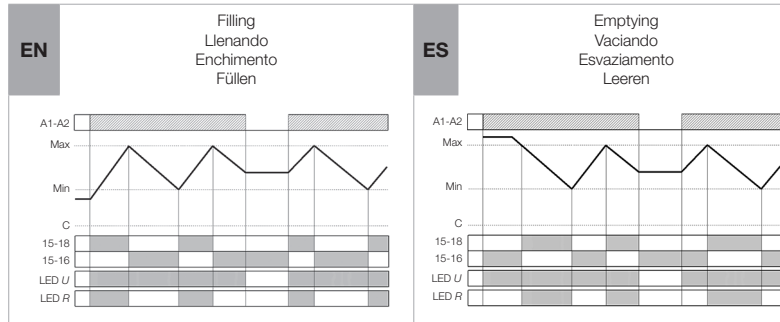 EN
Filling
Llenando
Enchimento
Füllen
A1-A2
Max
Min
C
15-18
15-16
LED U
LED R
ES
Emptying
Vaciando
Esvaziamento
Leeren
A1-A2
Max
Min
C
15-18
15-16
LED U
LED R